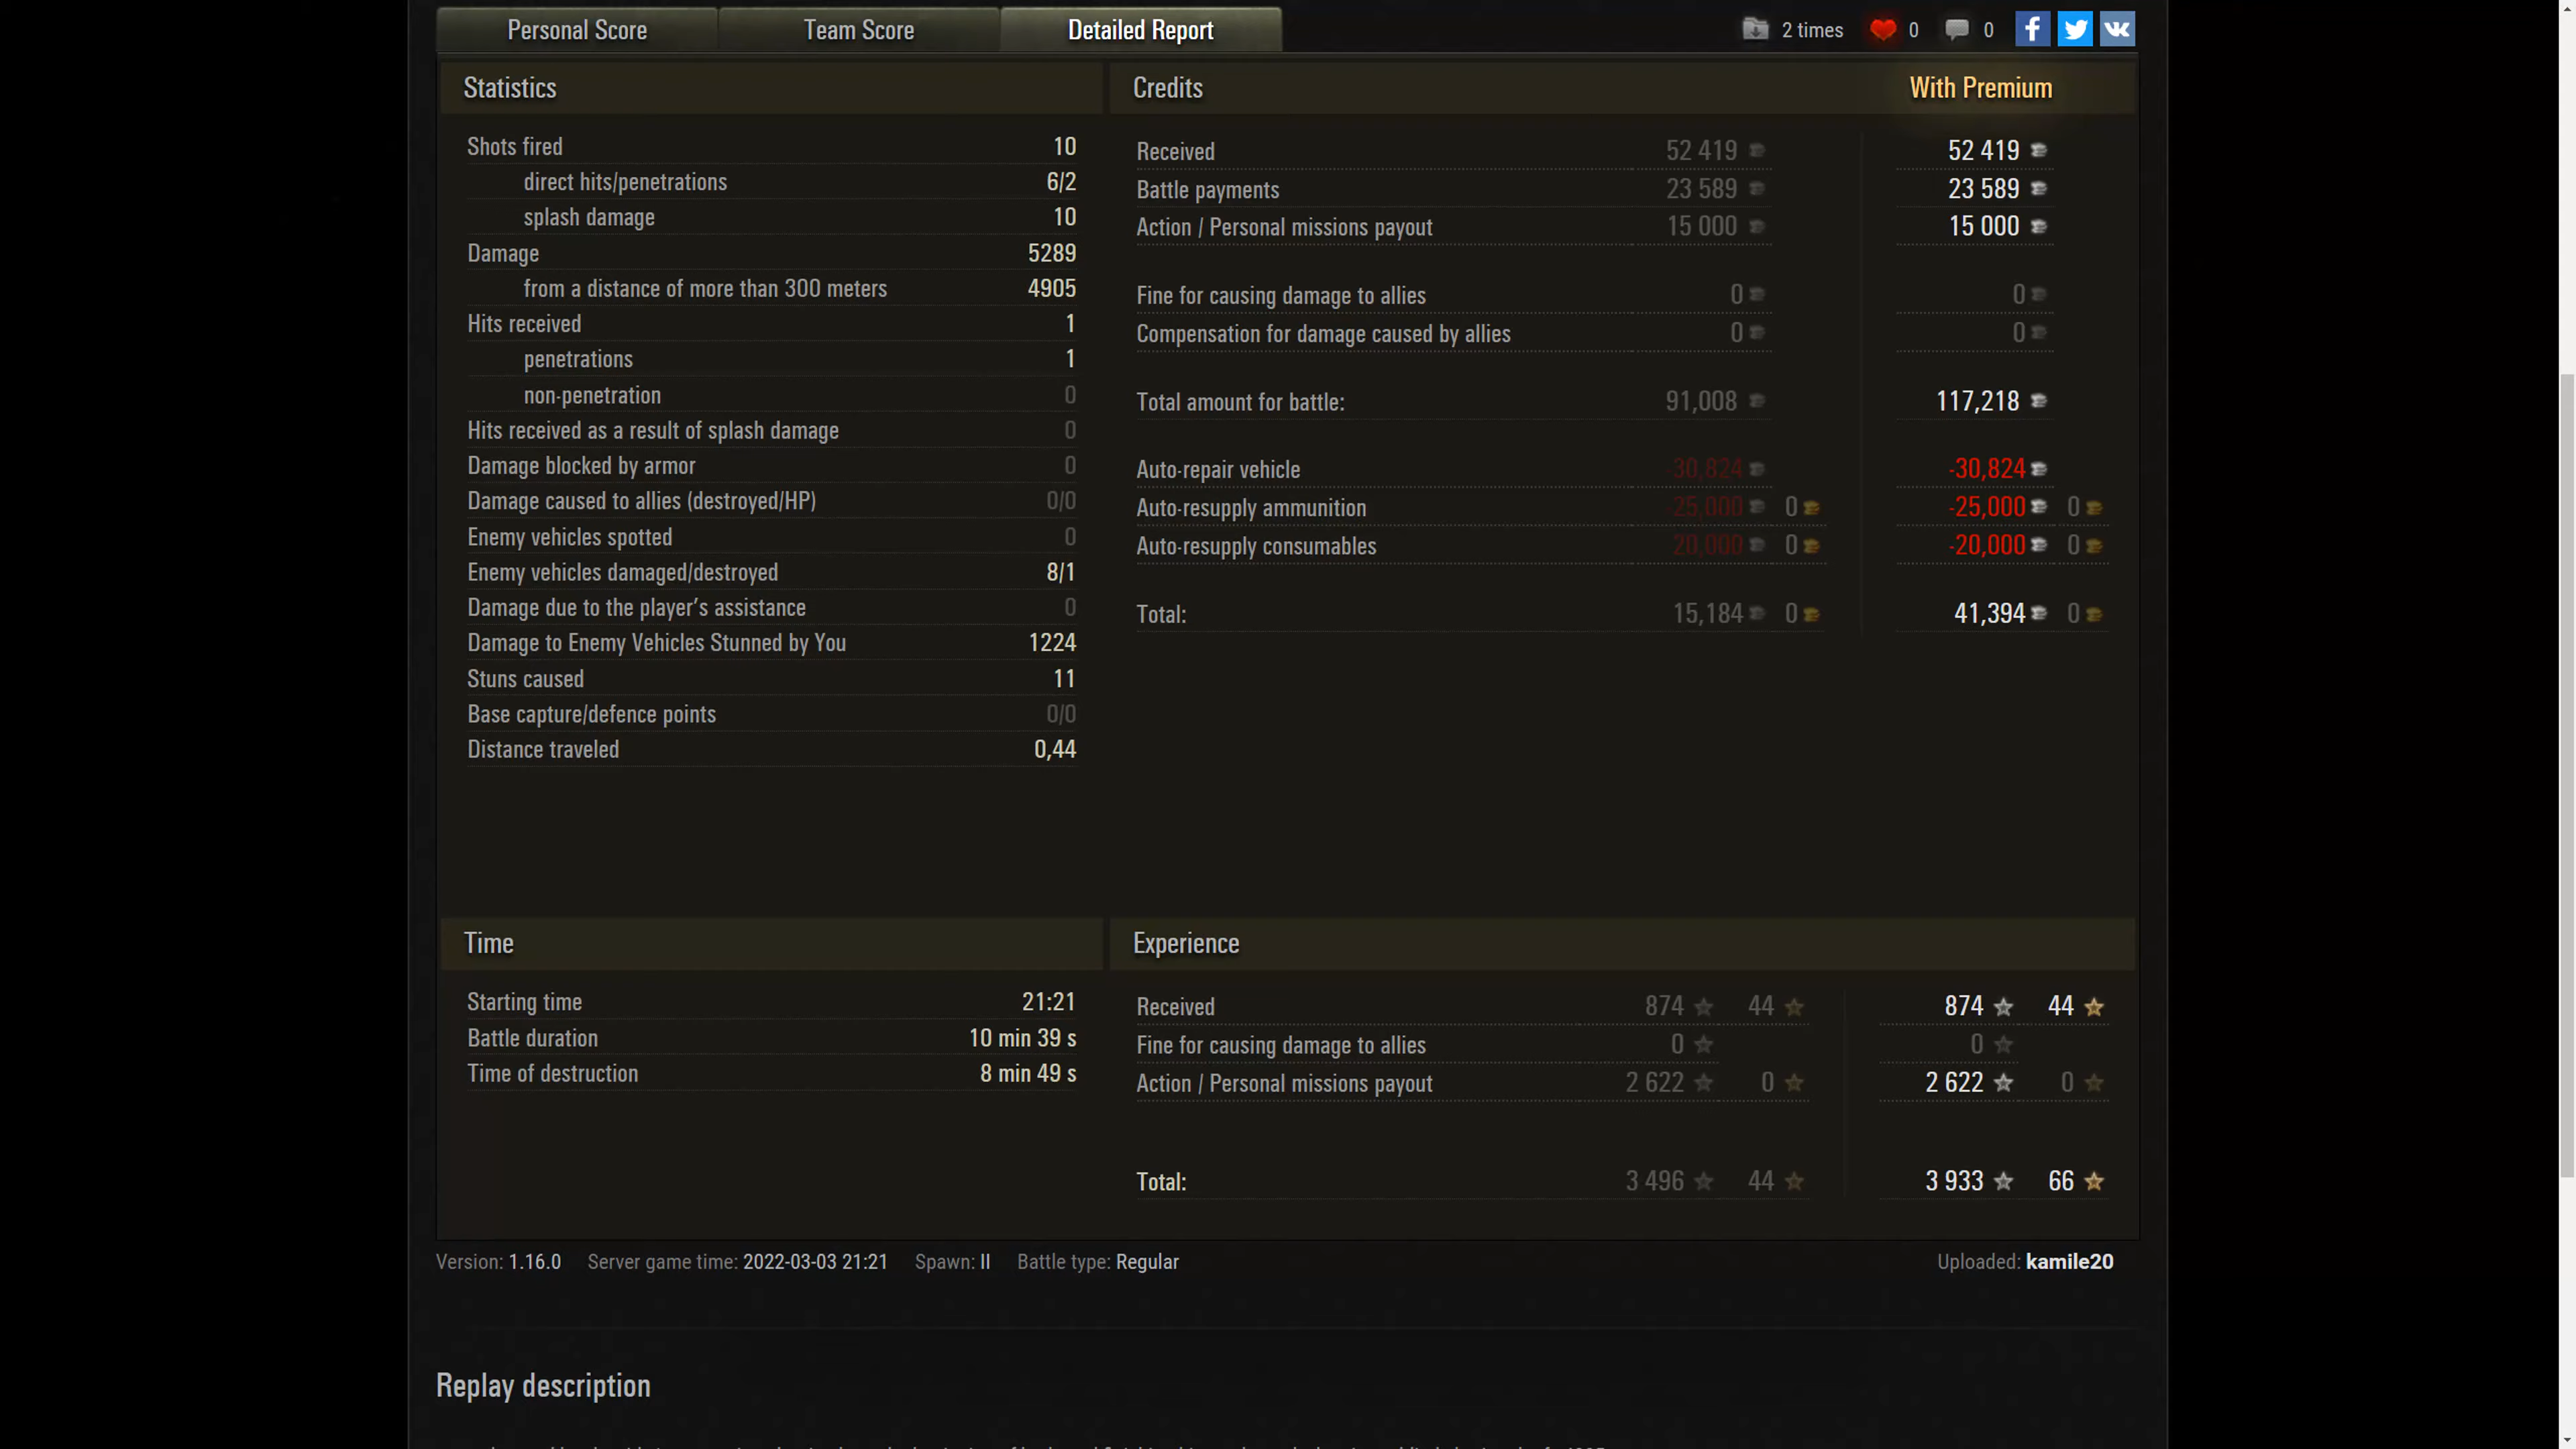 Personal Score Team Score Detailed Report 2 times 0 0
Statistics
Shots fired 10
direct hits/penetrations 6/2
splash damage 10
Damage 5289
from a distance of more than 300 meters 4905
Hits received 1
penetrations 1
non-penetration 0
Hits received as a result of splash damage 0
Damage blocked by armor 0
Damage caused to allies (destroyed/HP) 0/0
Enemy vehicles spotted 0
Enemy vehicles damaged/destroyed 8/1
Damage due to the player's assistance 0
Damage to Enemy Vehicles Stunned by You 1224
Stuns caused 11
Base capture/defence points 0/0
Distance traveled 0,44
Credits With Premium
Received 52 419 52 419
Battle payments 23 589 23 589
Action / Personal missions payout 15 000 15 000
Fine for causing damage to allies 0 0
Compensation for damage caused by allies 0 0
Total amount for battle: 91,008 117,218
Auto-repair vehicle -30,824 -30,824
Auto-resupply ammunition -25,000 0 -25,000 0
Auto-resupply consumables 20,000 0 -20,000 0
Total: 15,184 0 41,394 0
Time
Starting time 21:21
Battle duration 10 min 39 s
Time of destruction 8 min 49 s
Experience
Received 874 44 874 44
Fine for causing damage to allies 0 0
Action / Personal missions payout 2 622 0 2 622 0
Total: 3 496 44 3 933 66
Version: 1.16.0 Server game time: 2022-03-03 21:21 Spawn: II Battle type: Regular Uploaded: kamile20
Replay description